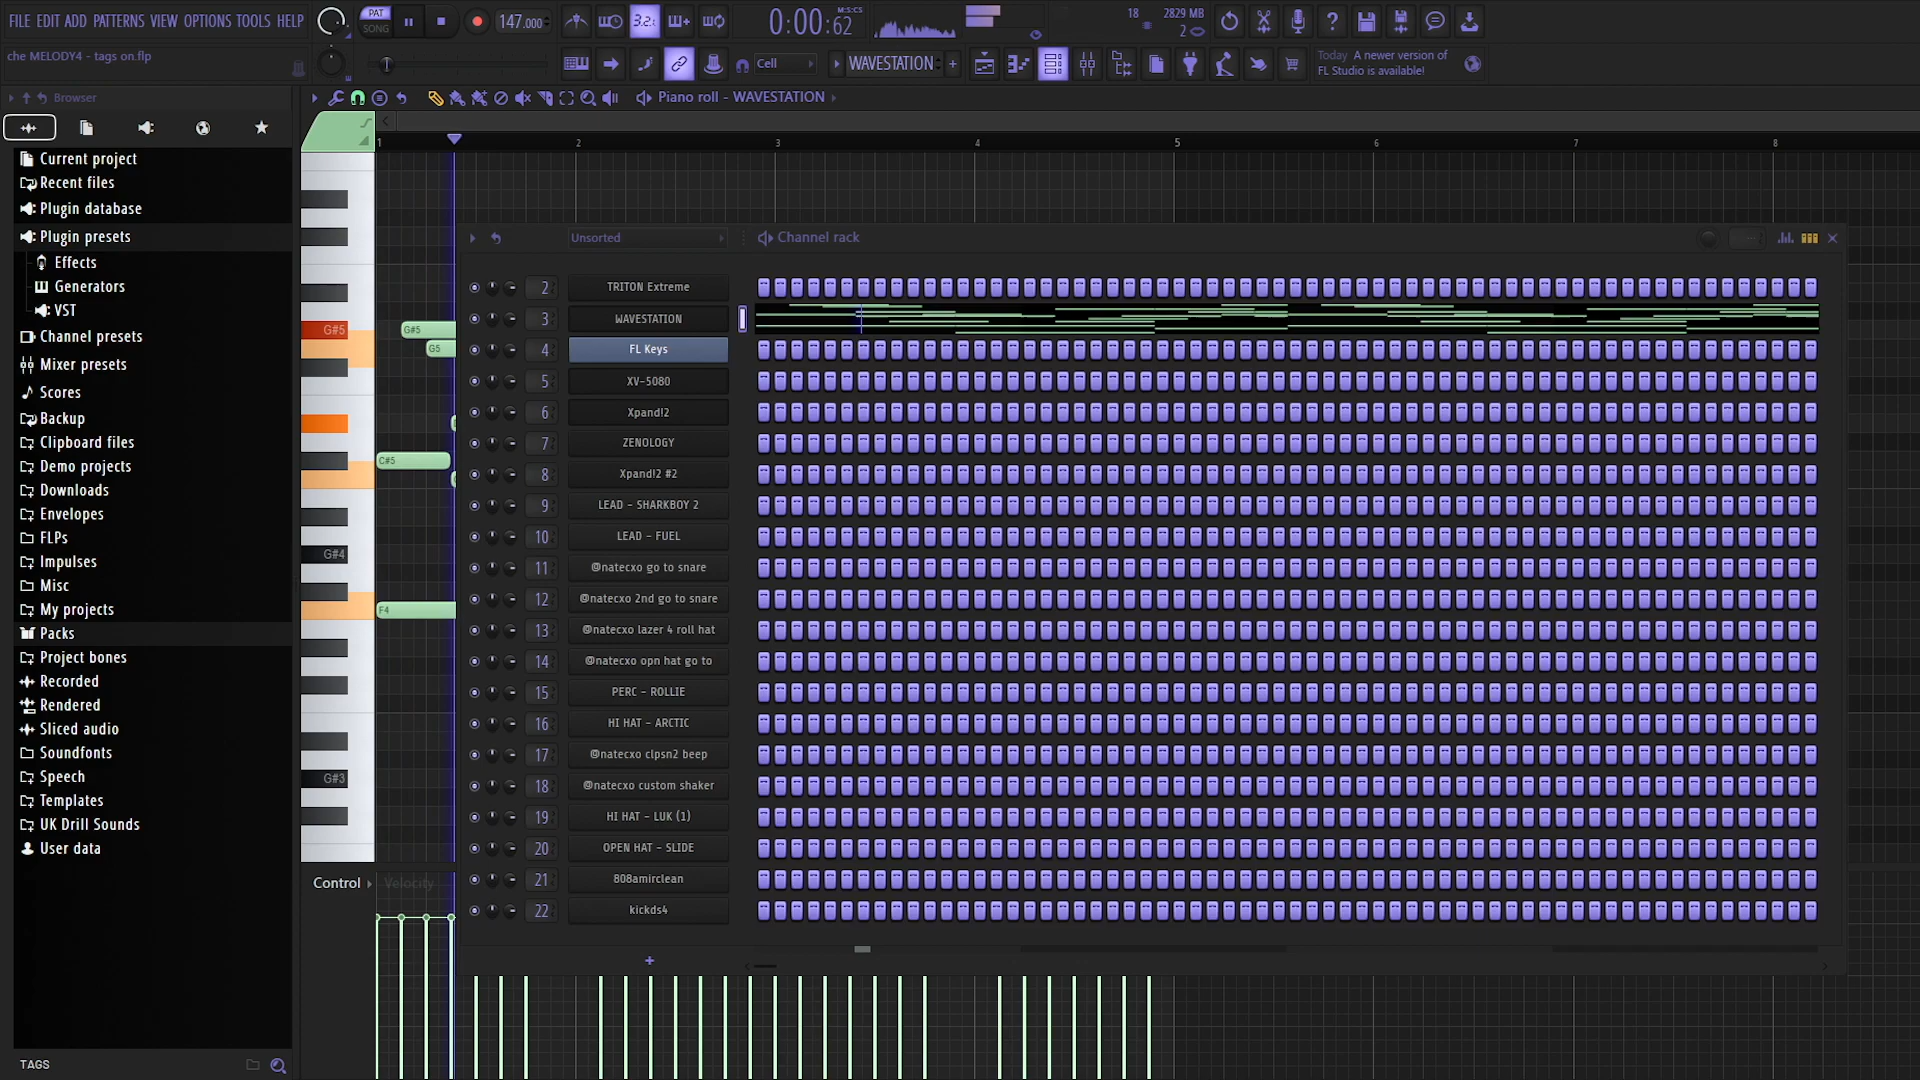 FILE EDIT ADD PATTERNS VIEW OPTIONS TOOLS HELP
PAT
SONG
147.000
3.2.
0:00:62
M:S:CS
18
2829 MB
2
che MELODY4 - tags on.flp
Cell
WAVESTATION
Today A newer version of
FL Studio is available!
Browser
Piano roll - WAVESTATION
1 2 3 4 5 6 7 8
Current project
Recent files
Plugin database
Plugin presets
Effects
Generators
VST
Channel presets
Mixer presets
Scores
Backup
Clipboard files
Demo projects
Downloads
Envelopes
FLPs
Impulses
Misc
My projects
Packs
Project bones
Recorded
Rendered
Sliced audio
Soundfonts
Speech
Templates
UK Drill Sounds
User data
TAGS
G#5
G#4
G#3
G#5
G5
C#5
F4
Control
Velocity
Unsorted
Channel rack
2 TRITON Extreme
3 WAVESTATION
4 FL Keys
5 XV-5080
6 Xpand!2
7 ZENOLOGY
8 Xpand!2 #2
9 LEAD - SHARKBOY 2
10 LEAD - FUEL
11 @natecxo go to snare
12 @natecxo 2nd go to snare
13 @natecxo lazer 4 roll hat
14 @natecxo opn hat go to
15 PERC - ROLLIE
16 HI HAT - ARCTIC
17 @natecxo clpsn2 beep
18 @natecxo custom shaker
19 HI HAT - LUK (1)
20 OPEN HAT - SLIDE
21 808amirclean
22 kickds4